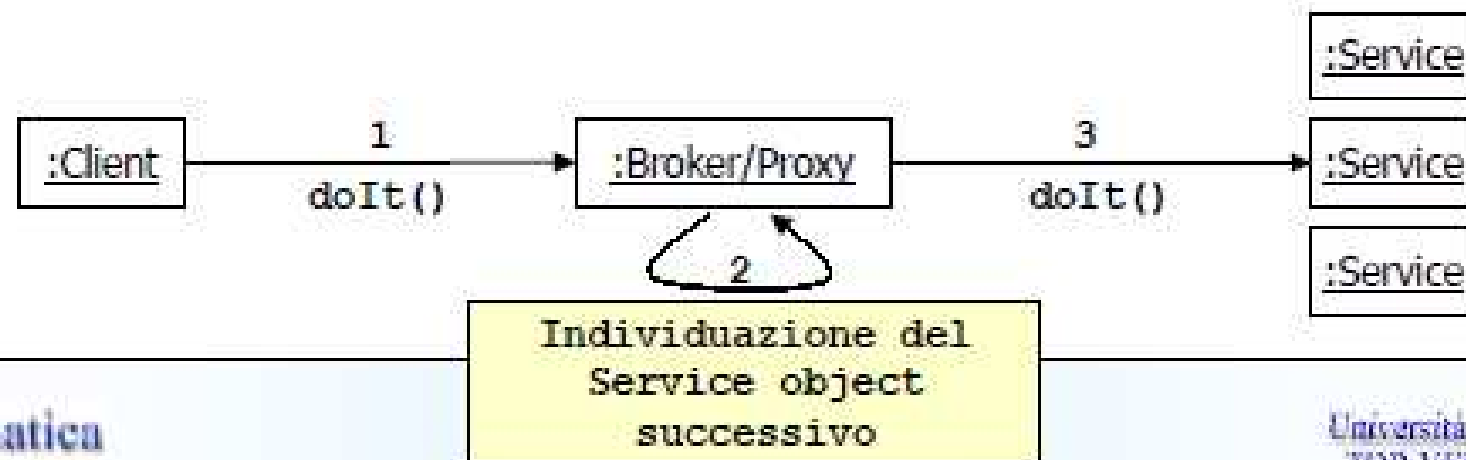 :Service
1
3
:Client
:Broker/Proxy
:Service
doIt()
doIt()
2
:Service
Individuazione del
Service object
successivo
atica
Università